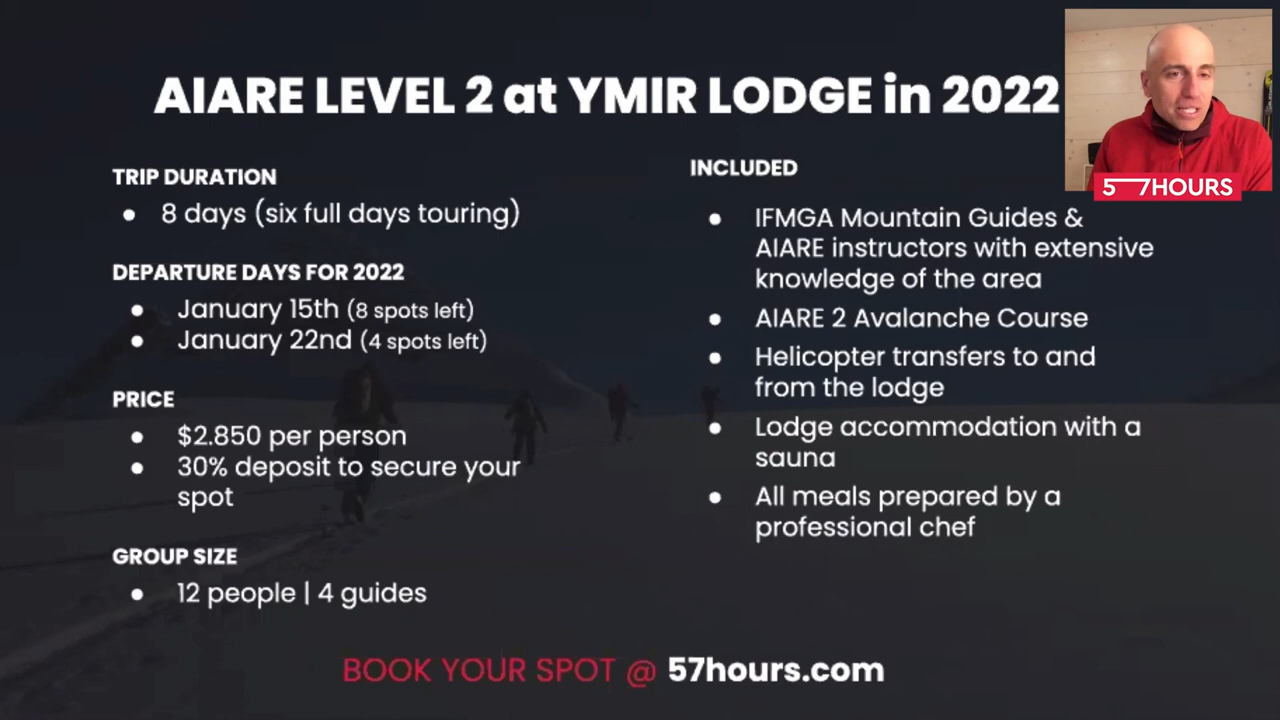 AIARE LEVEL 2 at YMIR LODGE in 2022
57HOURS
TRIP DURATION
● 8 days (six full days touring)
DEPARTURE DAYS FOR 2022
● January 15th (8 spots left)
● January 22nd (4 spots left)
PRICE
● $2.850 per person
● 30% deposit to secure your
spot
GROUP SIZE
● 12 people | 4 guides
INCLUDED
● IFMGA Mountain Guides &
AIARE instructors with extensive
knowledge of the area
● AIARE 2 Avalanche Course
● Helicopter transfers to and
from the lodge
● Lodge accommodation with a
sauna
● All meals prepared by a
professional chef
BOOK YOUR SPOT @ 57hours.com